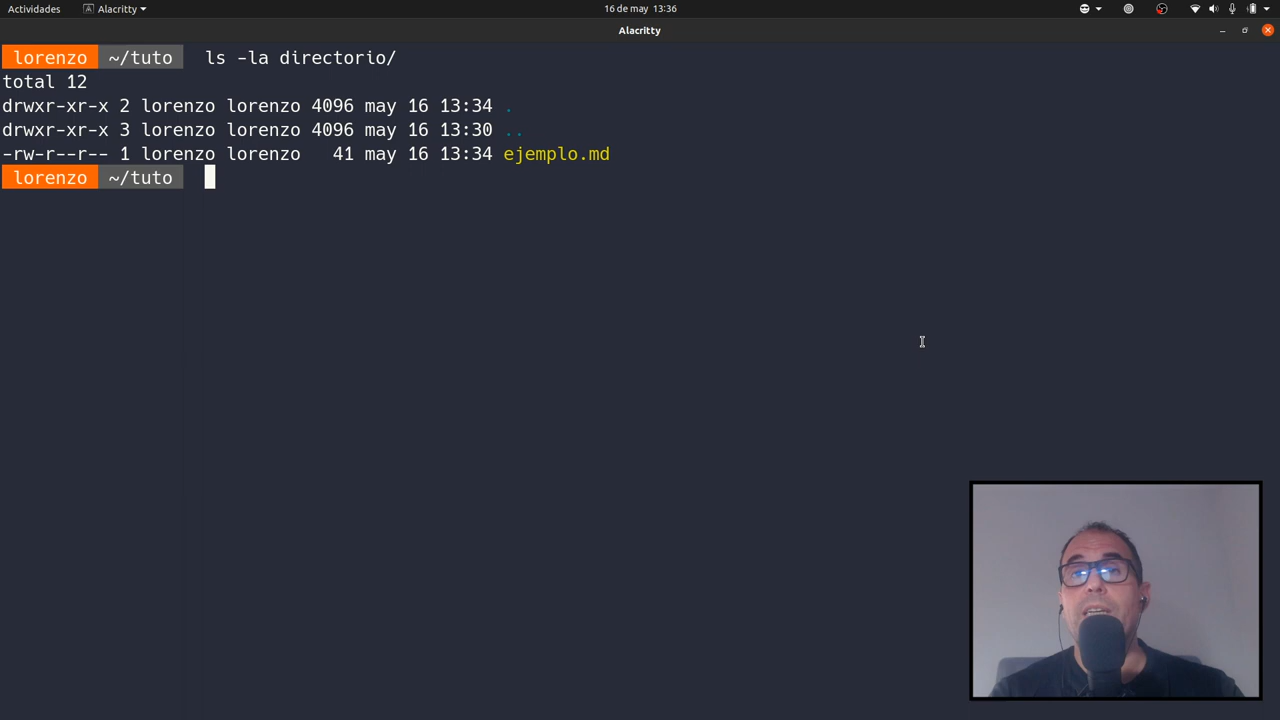 Actividades Alacritty 16 de may 13:36
Alacritty
lorenzo ~/tuto ls -la directorio/
total 12
drwxr-xr-x 2 lorenzo lorenzo 4096 may 16 13:34 .
drwxr-xr-x 3 lorenzo lorenzo 4096 may 16 13:30 ..
-rw-r--r-- 1 lorenzo lorenzo   41 may 16 13:34 ejemplo.md
lorenzo ~/tuto